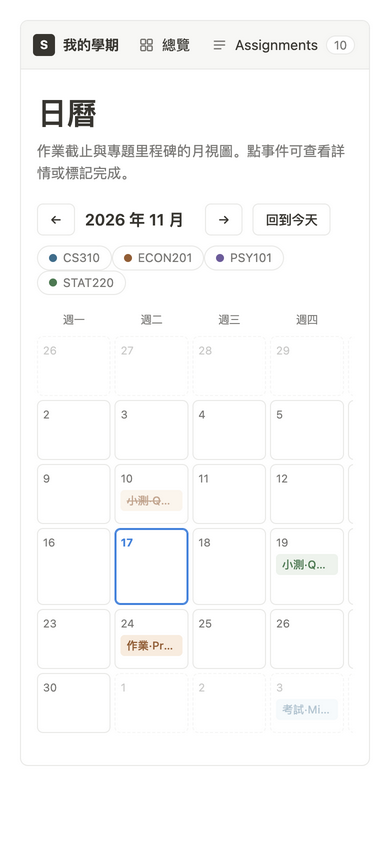 S 我的學期 總覽 Assignments 10
日曆
作業截止與專題里程碑的月視圖。點事件可查看詳
情或標記完成。
← 2026 年 11 月 → 回到今天
CS310 ECON201 PSY101
STAT220
週一 週二 週三 週四
26 27 28 29
2 3 4 5
9 10 11 12
小測·Q...
16 17 18 19
小測·Q...
23 24 25 26
作業·Pr...
30 1 2 3
考試·Mi...